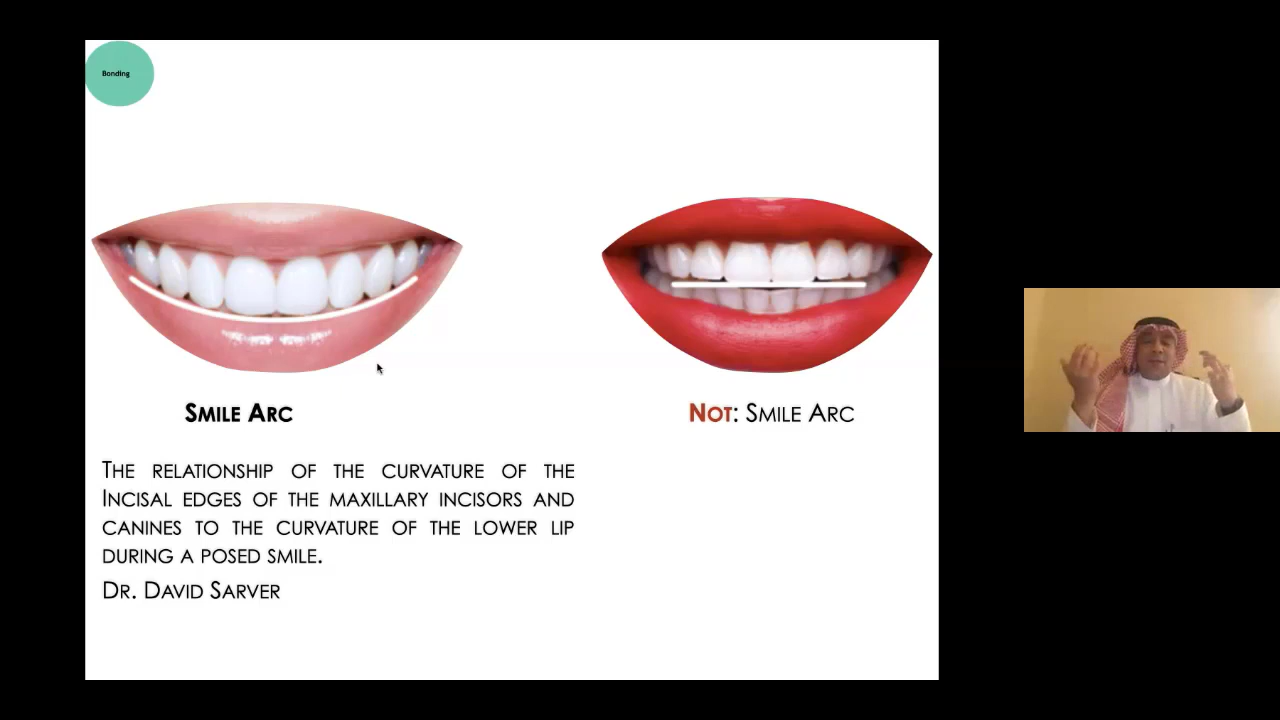 Bonding
SMILE ARC
NOT: SMILE ARC
THE RELATIONSHIP OF THE CURVATURE OF THE
INCISAL EDGES OF THE MAXILLARY INCISORS AND
CANINES TO THE CURVATURE OF THE LOWER LIP
DURING A POSED SMILE.
DR. DAVID SARVER